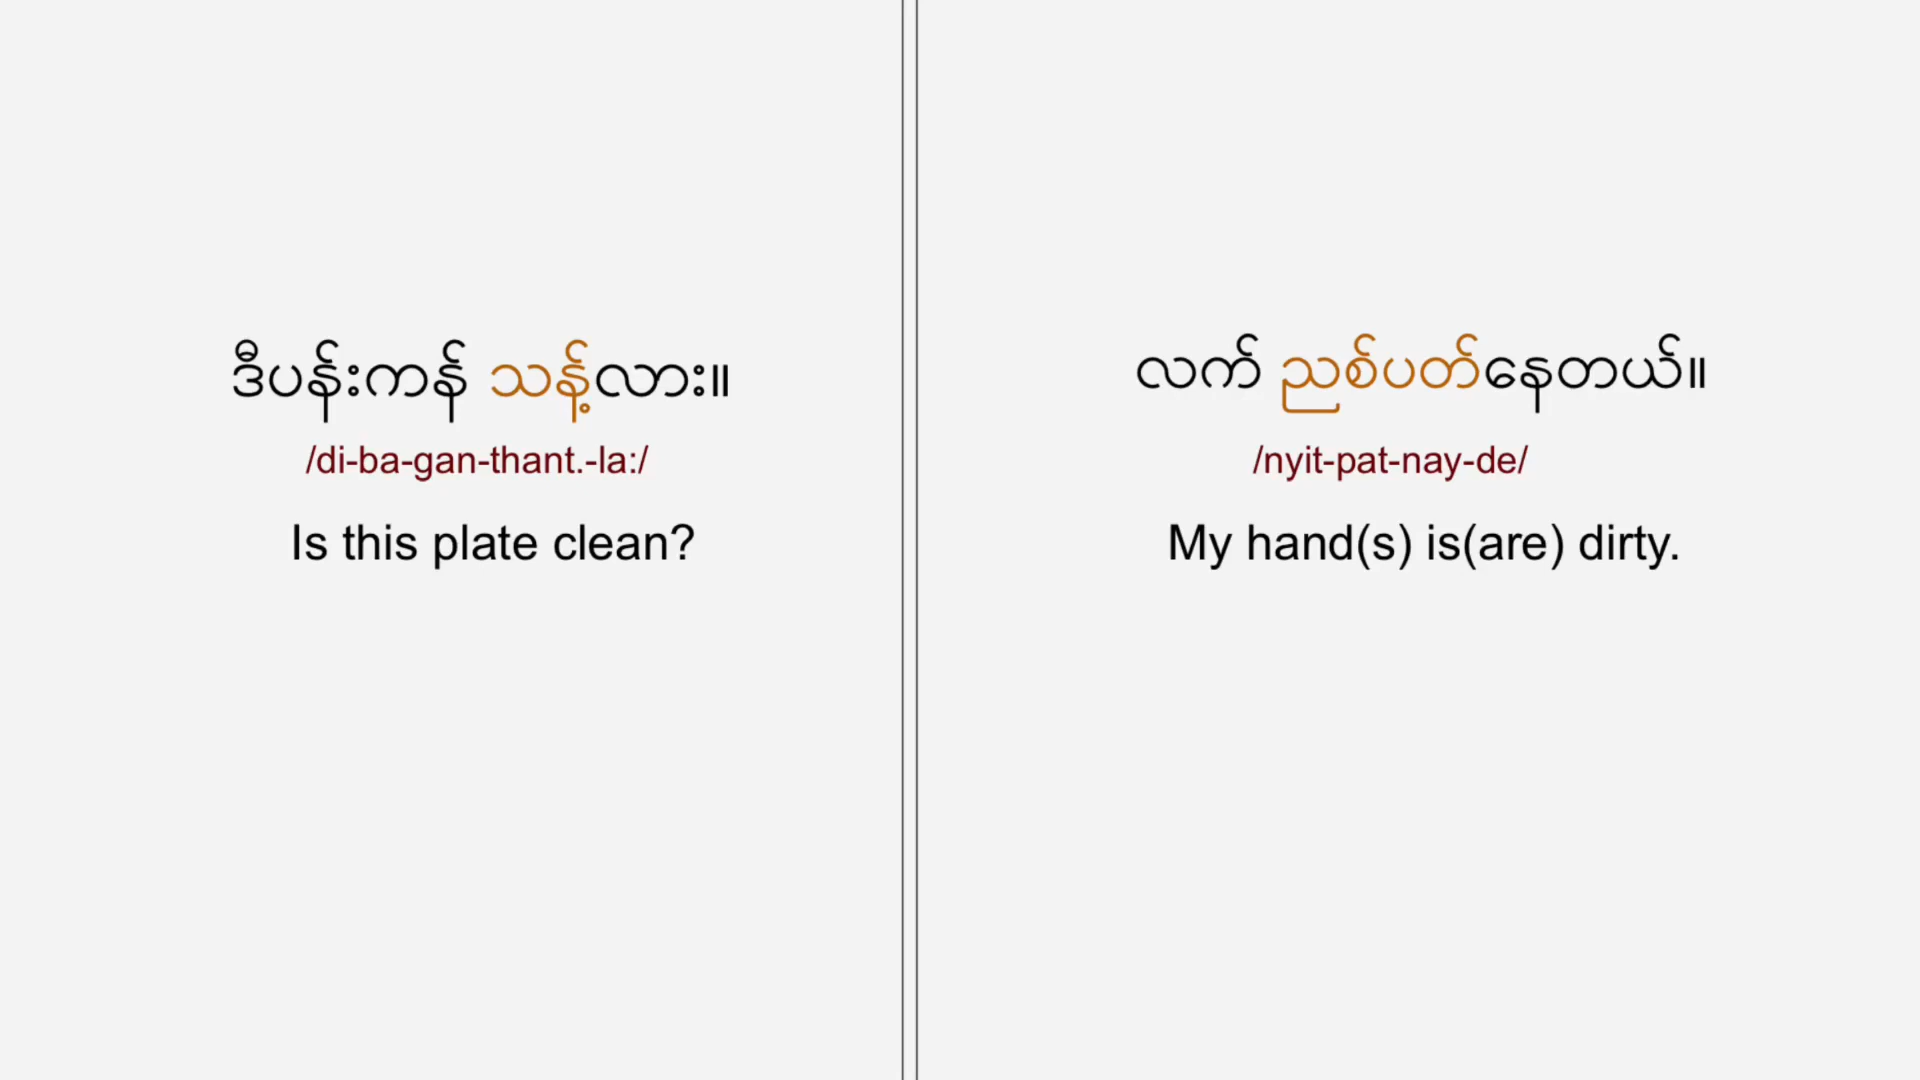 ဒီပန်းကန် သန့်လား။
/di-ba-gan-thant.-la:/
Is this plate clean?
လက် ညစ်ပတ်နေတယ်။
/nyit-pat-nay-de/
My hand(s) is(are) dirty.